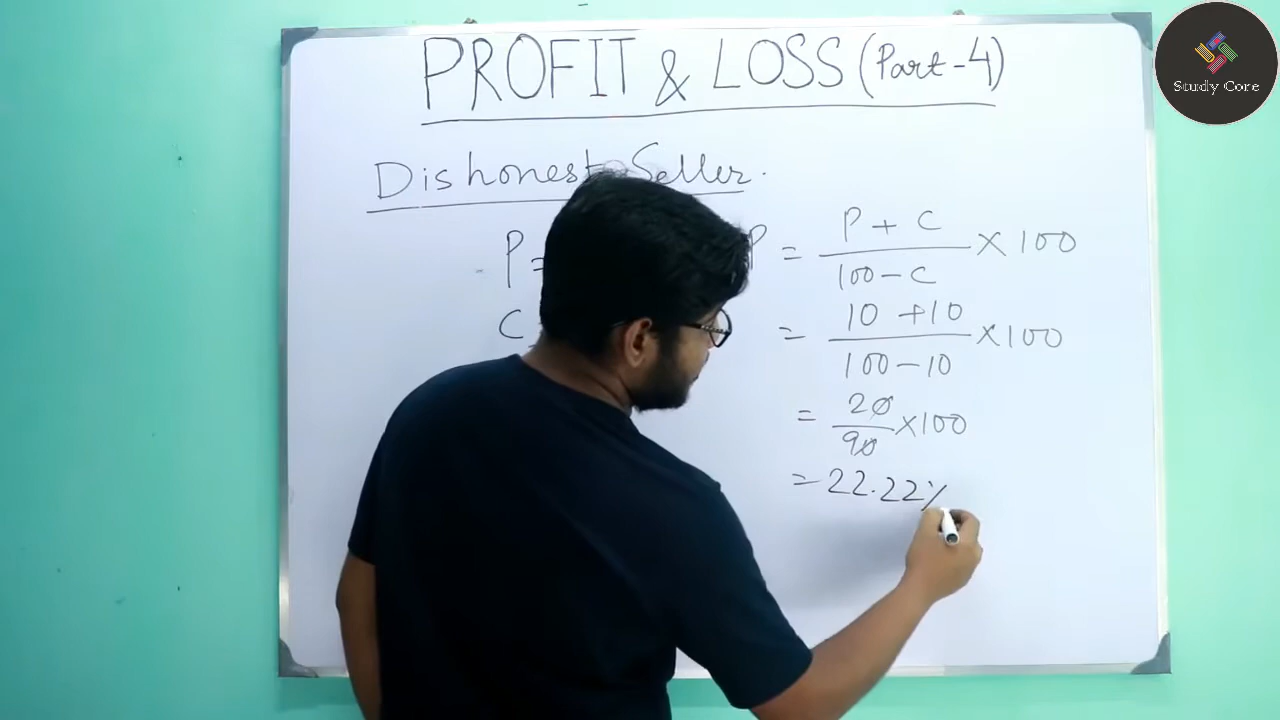 PROFIT & LOSS (Part-4)
Study Core
Dishonest Seller.
P = P = P + C / 100 - C × 100
C = 10 + 10 / 100 - 10 × 100
= 20 / 90 × 100
= 22.22%